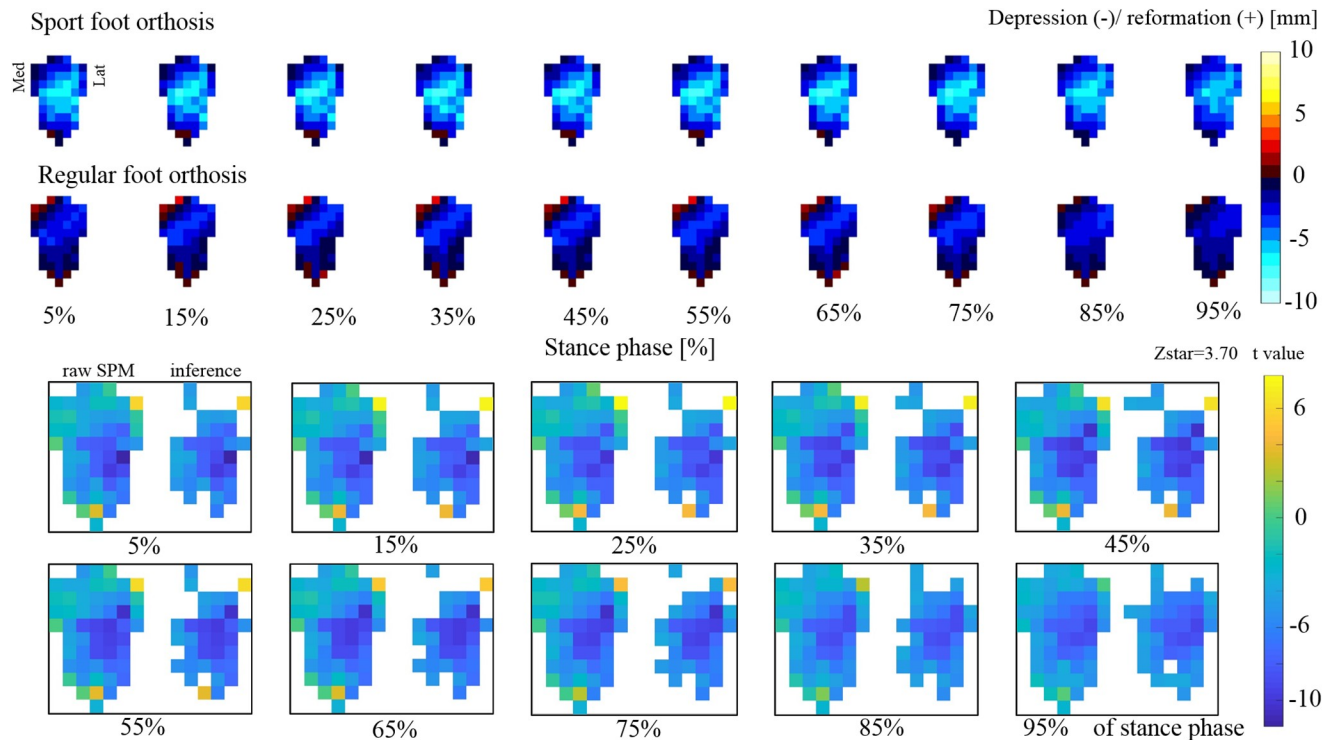 Sport foot orthosis
Depression (-)/ reformation (+) [mm]
Med
Lat
10
5
0
-5
-10
Regular foot orthosis
5% 15% 25% 35% 45% 55% 65% 75% 85% 95%
Stance phase [%]
Zstar=3.70 t value
raw SPM inference
6
0
-6
-10
5% 15% 25% 35% 45%
55% 65% 75% 85% 95% of stance phase